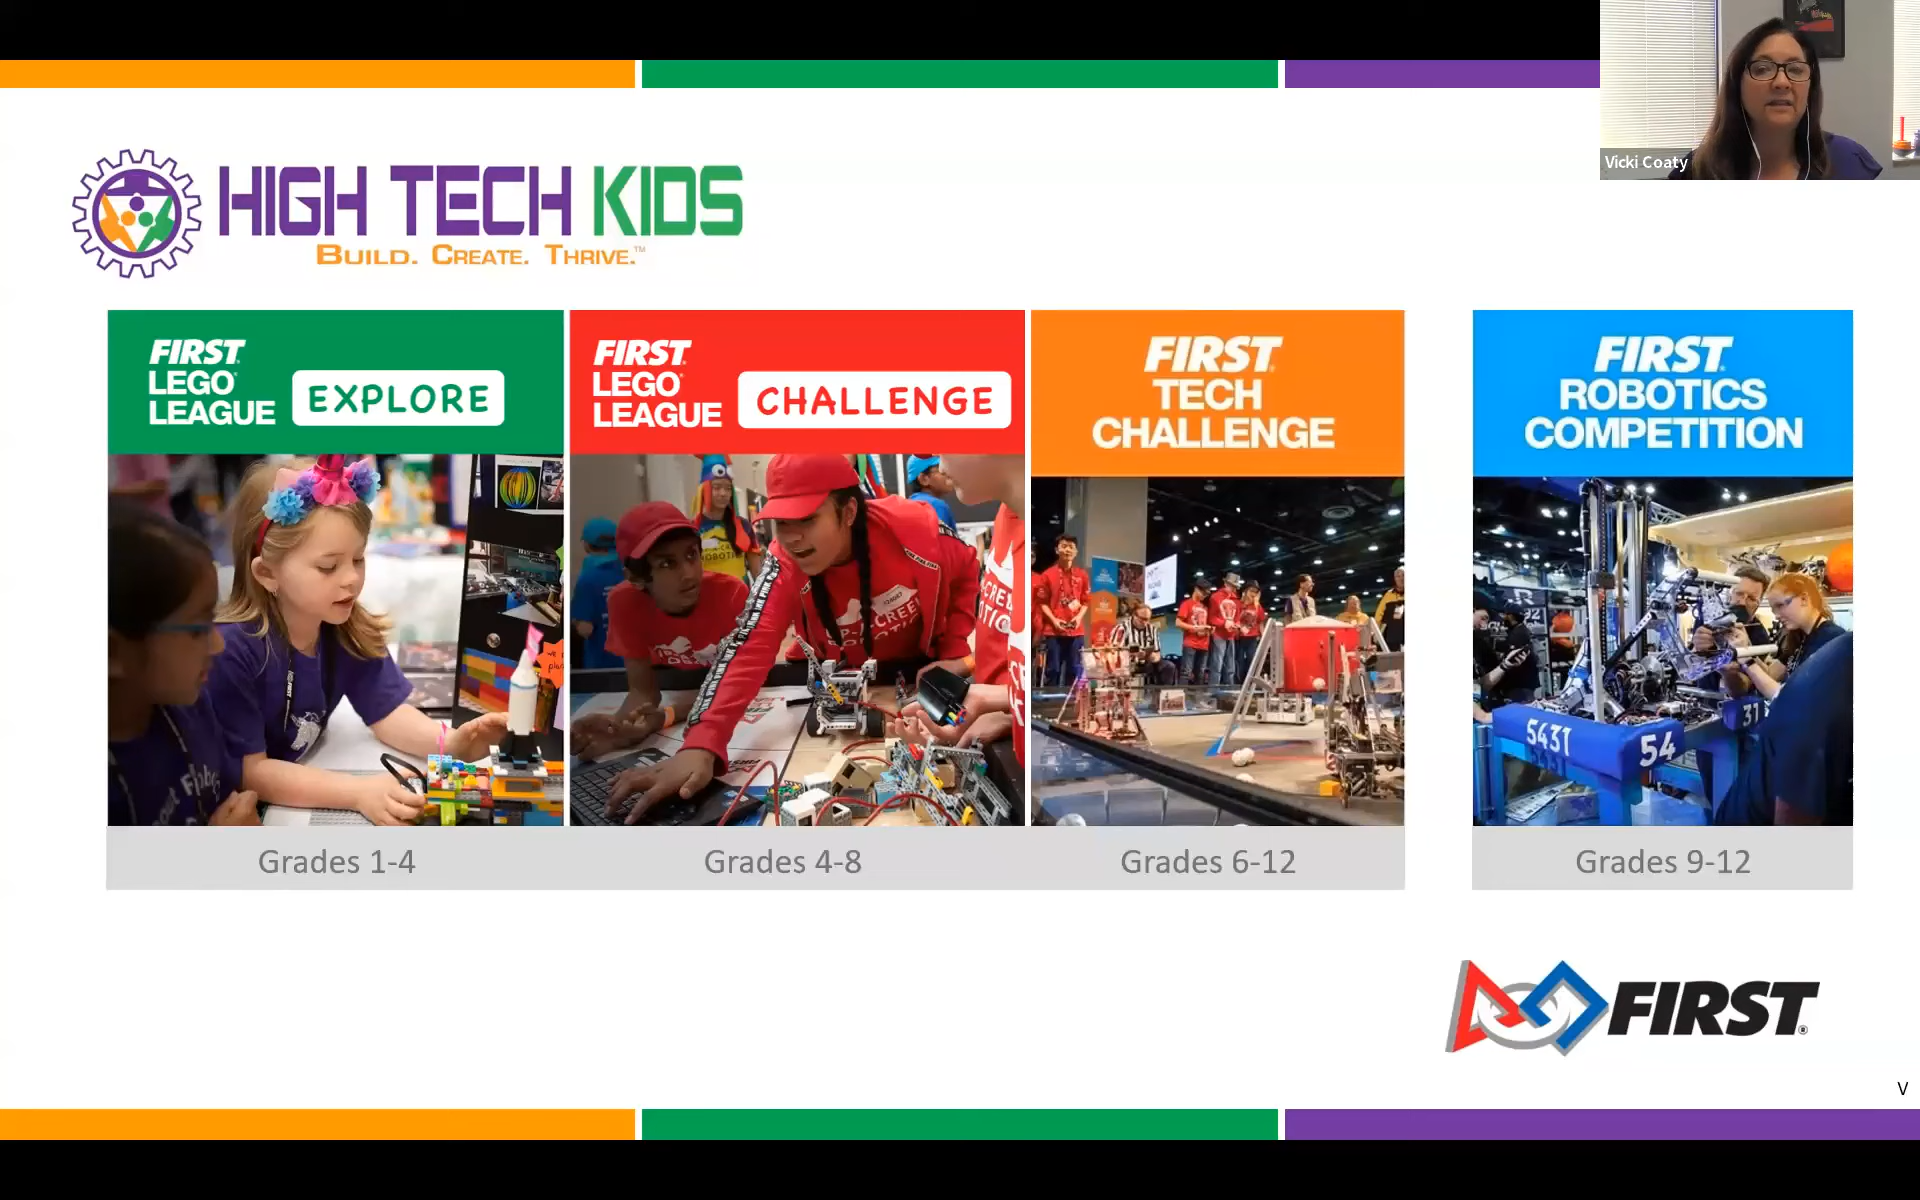 Vicki Coaty
HIGH TECH KIDS
BUILD. CREATE. THRIVE.™
FIRST®
LEGO®
LEAGUE
EXPLORE
FIRST®
LEGO®
LEAGUE
CHALLENGE
FIRST®
TECH
CHALLENGE
FIRST®
ROBOTICS
COMPETITION
5431
54
31
Grades 1-4
Grades 4-8
Grades 6-12
Grades 9-12
FIRST®
V